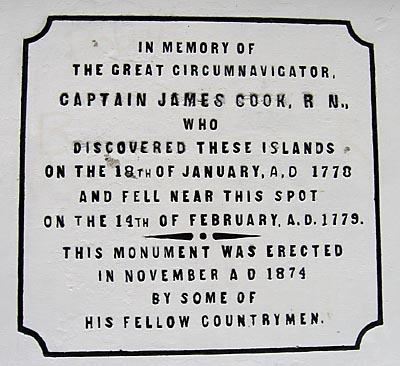 IN MEMORY OF
THE GREAT CIRCUMNAVIGATOR,
CAPTAIN JAMES COOK, R N.,
WHO
DISCOVERED THESE ISLANDS
ON THE 18TH OF JANUARY, A,D 1778
AND FELL NEAR THIS SPOT
ON THE 14TH OF FEBRUARY, A.D. 1779.
THIS MONUMENT WAS ERECTED
IN NOVEMBER A D 1874
BY SOME OF
HIS FELLOW COUNTRYMEN.